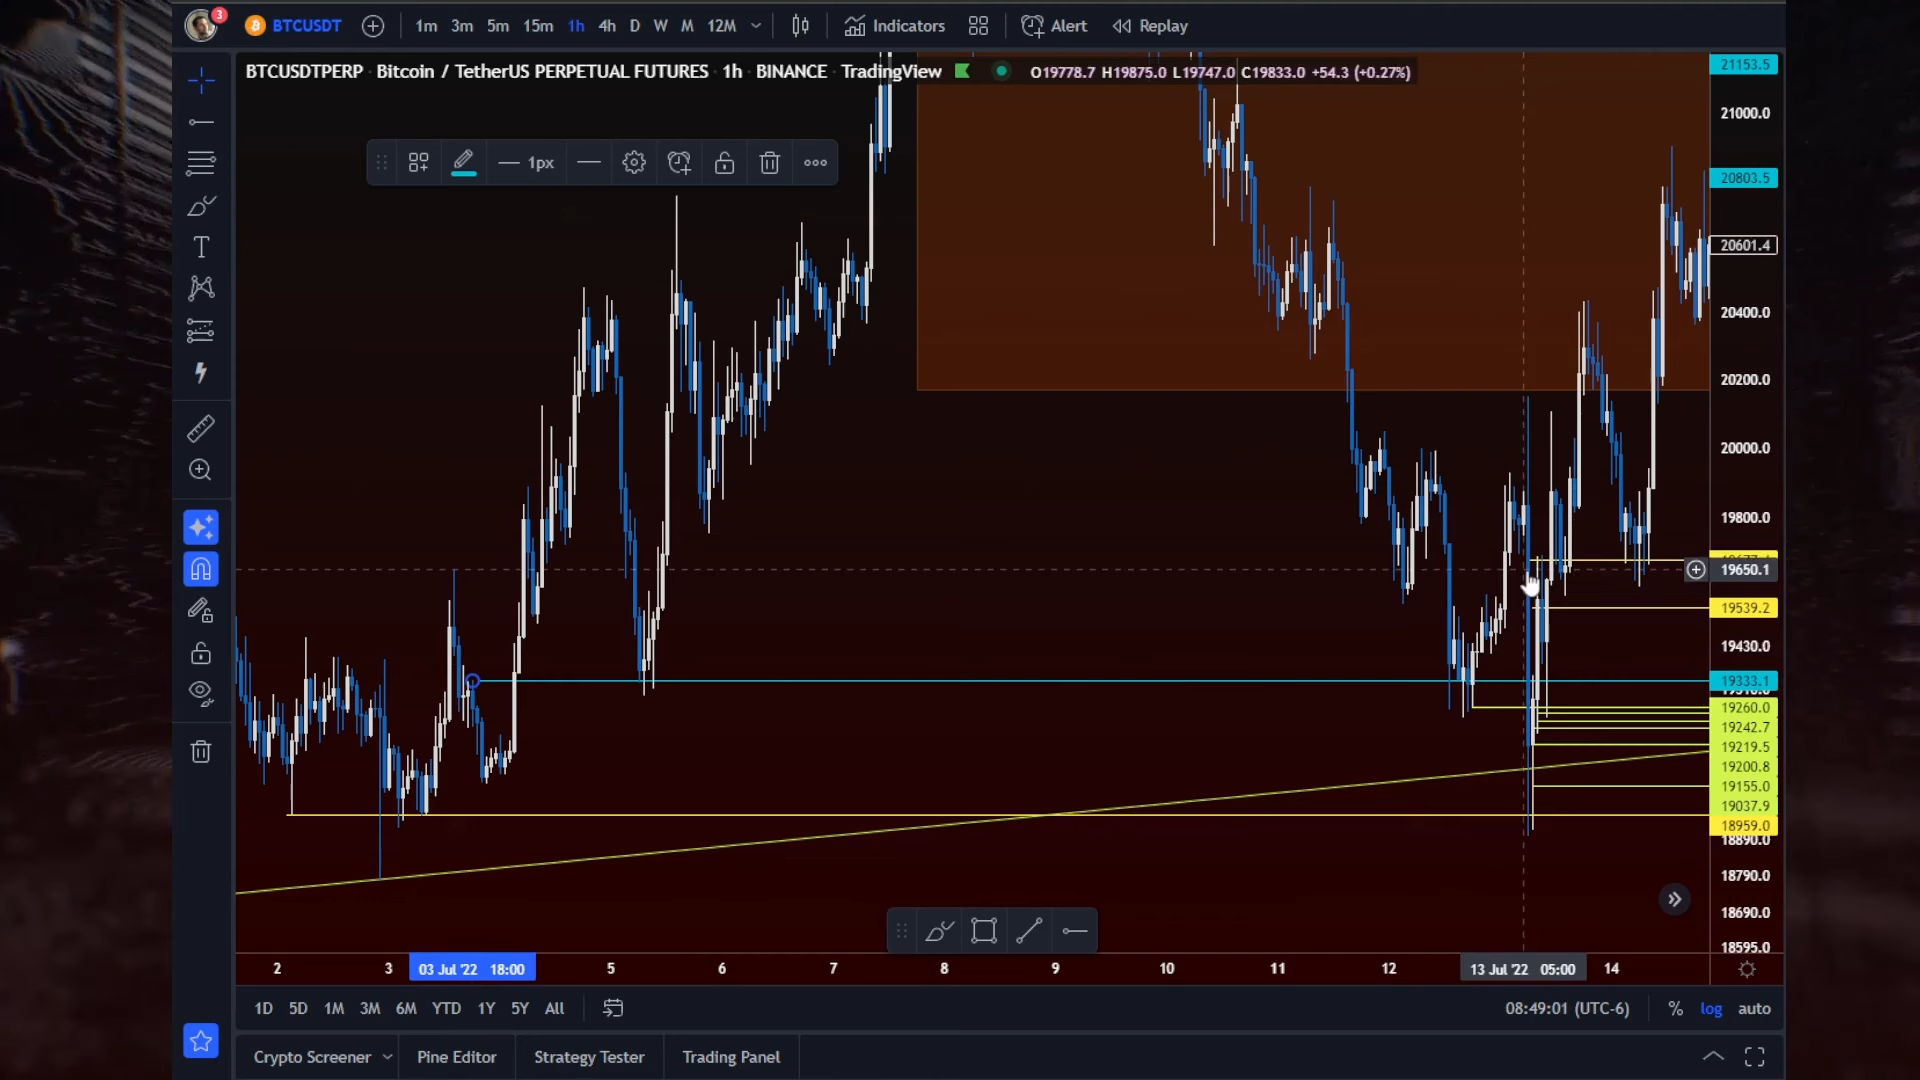 3
BTCUSDT
1m 3m 5m 15m 1h 4h D W M 12M
Indicators
Alert
Replay
BTCUSDTPERP Bitcoin / TetherUS PERPETUAL FUTURES 1h BINANCE TradingView
O19778.7 H19875.0 L19747.0 C19833.0 +54.3 (+0.27%)
1px
21153.5
21000.0
20803.5
20601.4
20400.0
20200.0
20000.0
19800.0
19650.1
19539.2
19430.0
19333.1
19260.0
19242.7
19219.5
19200.8
19155.0
19037.9
18959.0
18890.0
18790.0
18690.0
18595.0
2 3 03 Jul '22 18:00 5 6 7 8 9 10 11 12 13 Jul '22 05:00 14
1D 5D 1M 3M 6M YTD 1Y 5Y All
08:49:01 (UTC-6) % log auto
Crypto Screener Pine Editor Strategy Tester Trading Panel